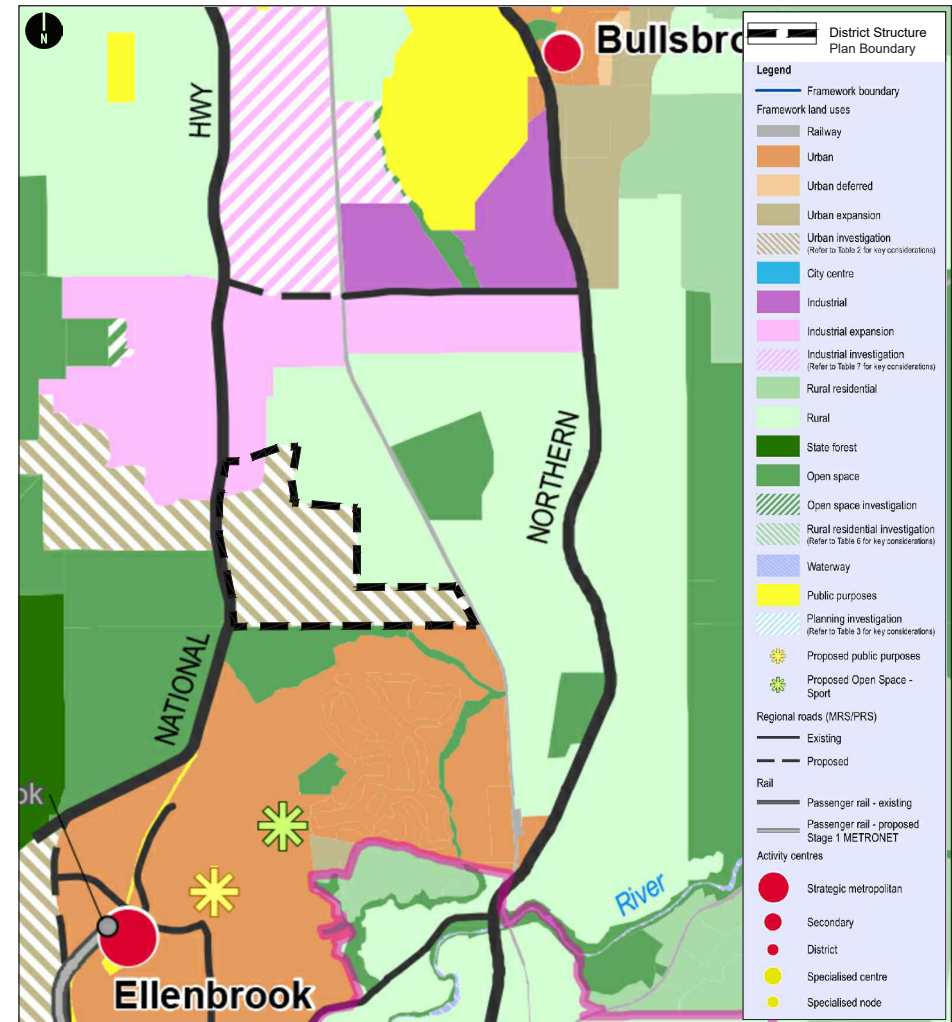 N
Bullsbro
HWY
NORTHERN
NATIONAL
ok
River
Ellenbrook
District Structure
Plan Boundary
Legend
Framework boundary
Framework land uses
Railway
Urban
Urban deferred
Urban expansion
Urban investigation
(Refer to Table 2 for key considerations)
City centre
Industrial
Industrial expansion
Industrial investigation
(Refer to Table 7 for key considerations)
Rural residential
Rural
State forest
Open space
Open space investigation
Rural residential investigation
(Refer to Table 6 for key considerations)
Waterway
Public purposes
Planning investigation
(Refer to Table 3 for key considerations)
Proposed public purposes
Proposed Open Space -
Sport
Regional roads (MRS/PRS)
Existing
Proposed
Rail
Passenger rail - existing
Passenger rail - proposed
Stage 1 METRONET
Activity centres
Strategic metropolitan
Secondary
District
Specialised centre
Specialised node